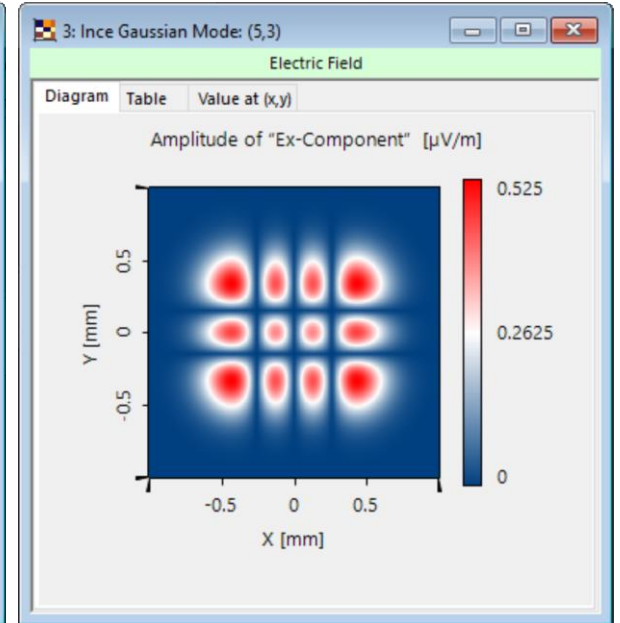 3: Ince Gaussian Mode: (5,3)
Electric Field
Diagram Table Value at (x,y)
Amplitude of “Ex-Component” [µV/m]
0.525
0.2625
0
0.5
0
-0.5
Y [mm]
-0.5 0 0.5
X [mm]